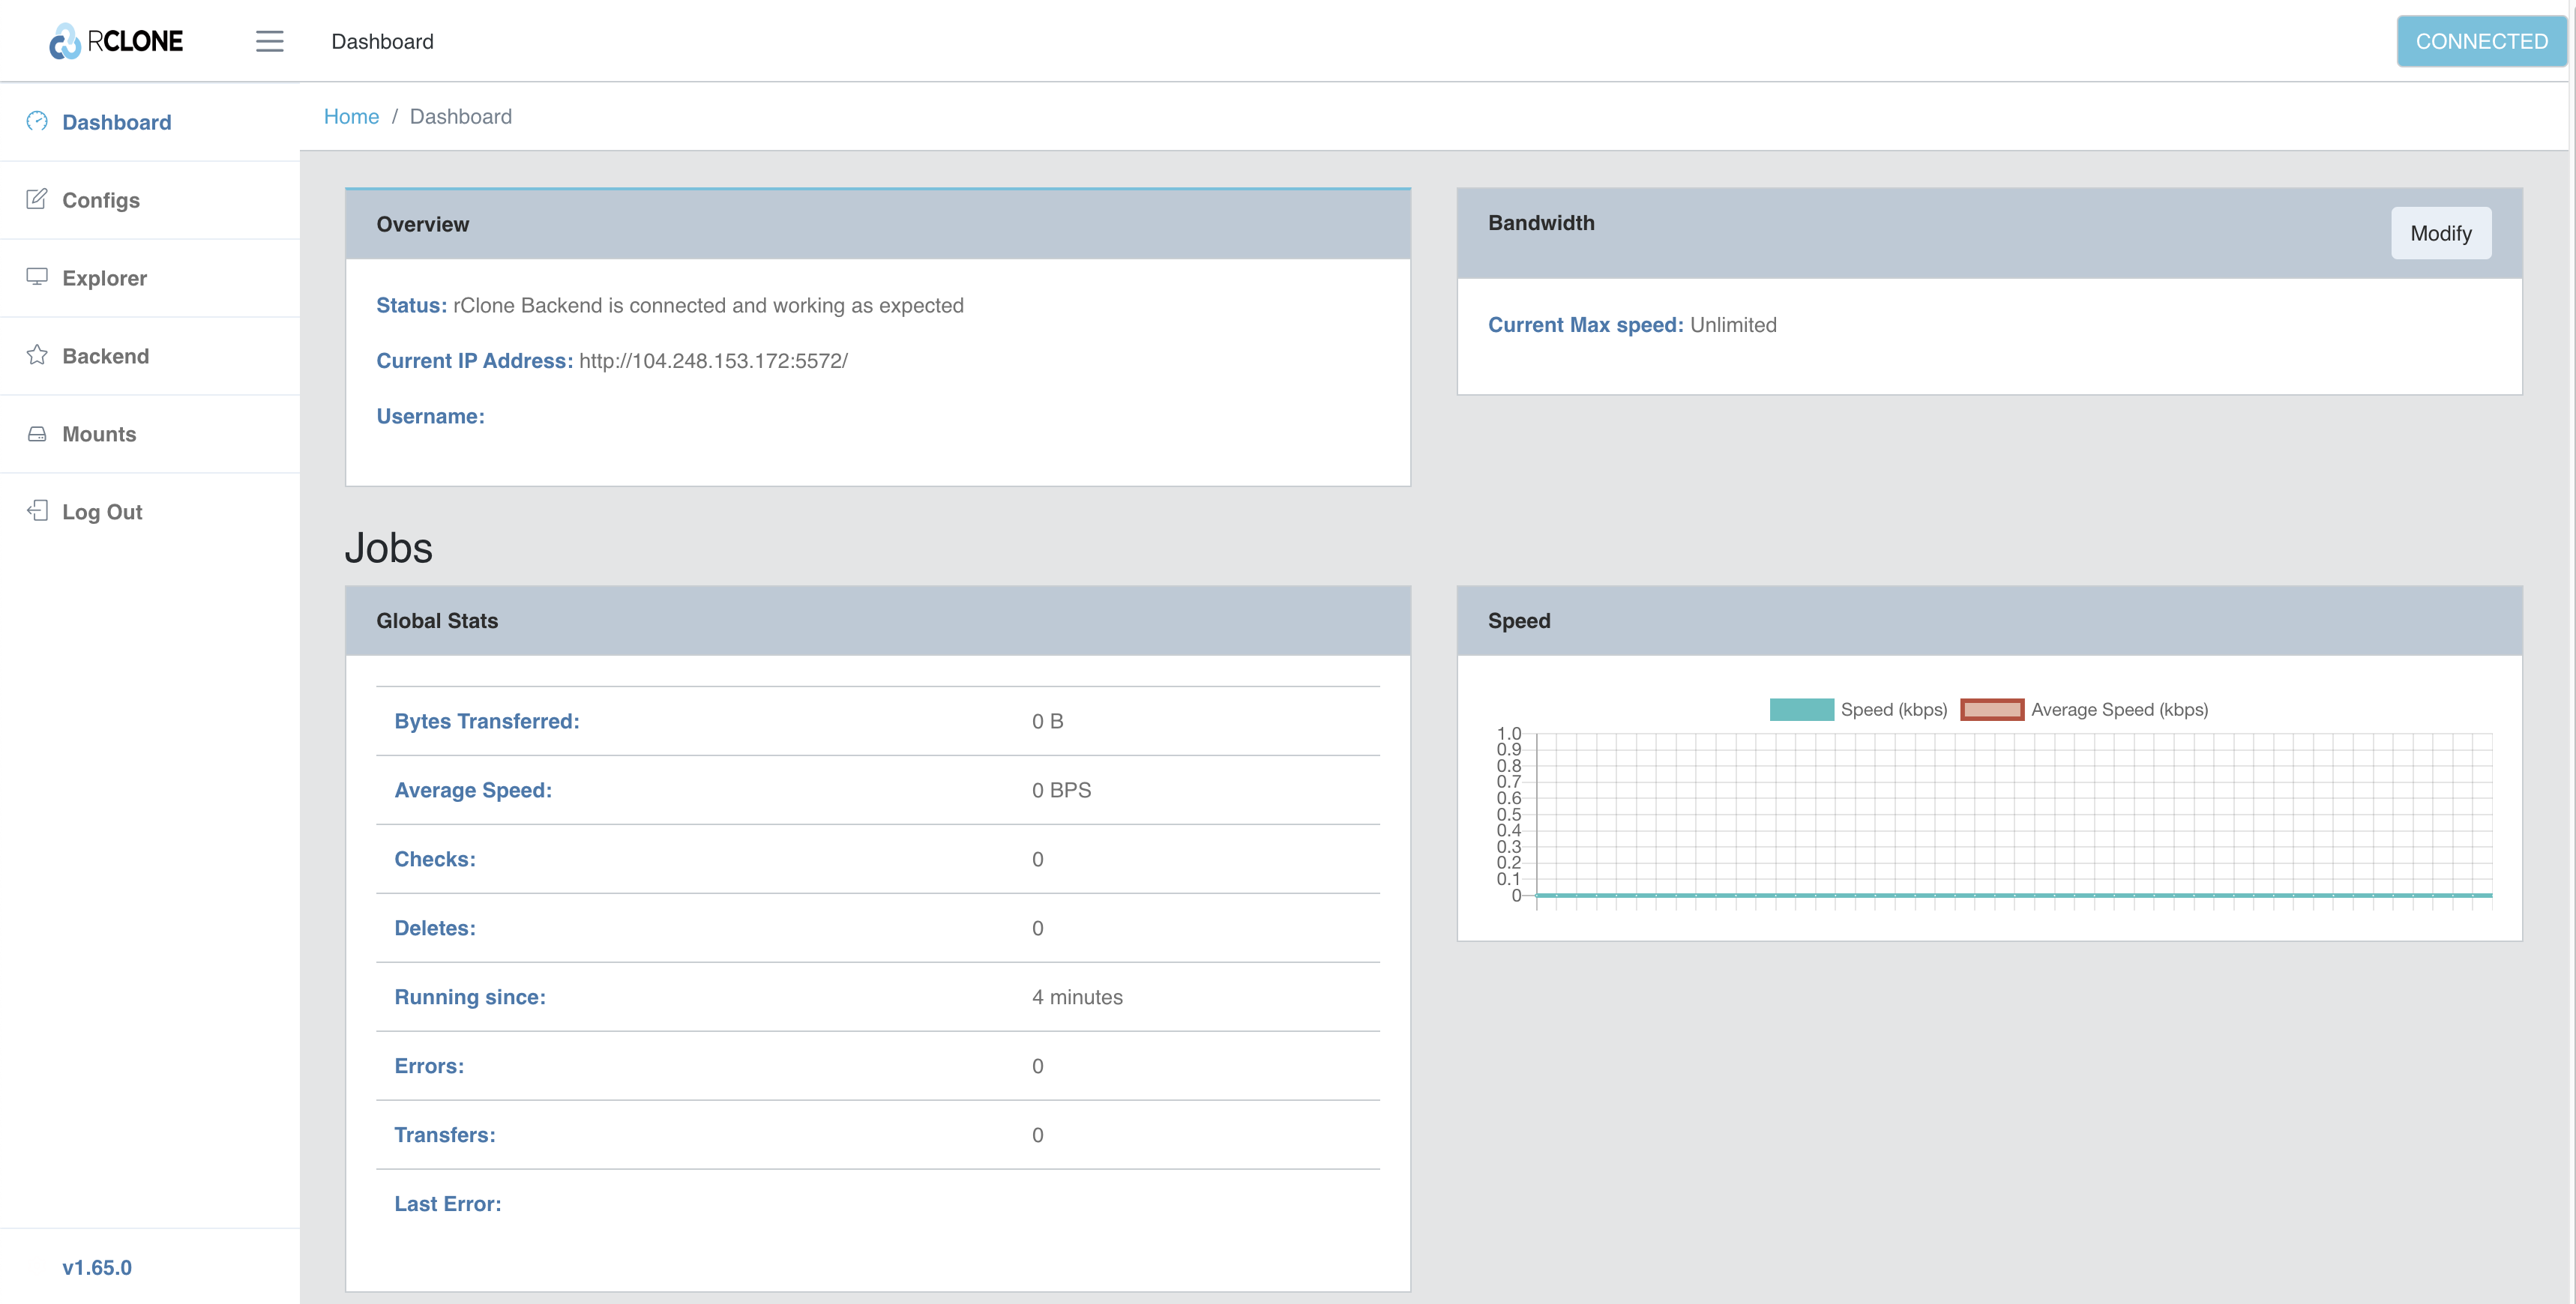 RCLONE
Dashboard
CONNECTED
Dashboard
Configs
Explorer
Backend
Mounts
Log Out
v1.65.0
Home / Dashboard
Overview
Status: rClone Backend is connected and working as expected
Current IP Address: http://104.248.153.172:5572/
Username:
Bandwidth
Modify
Current Max speed: Unlimited
Jobs
Global Stats
Bytes Transferred: 0 B
Average Speed: 0 BPS
Checks: 0
Deletes: 0
Running since: 4 minutes
Errors: 0
Transfers: 0
Last Error:
Speed
Speed (kbps) Average Speed (kbps)
1.0
0.9
0.8
0.7
0.6
0.5
0.4
0.3
0.2
0.1
0